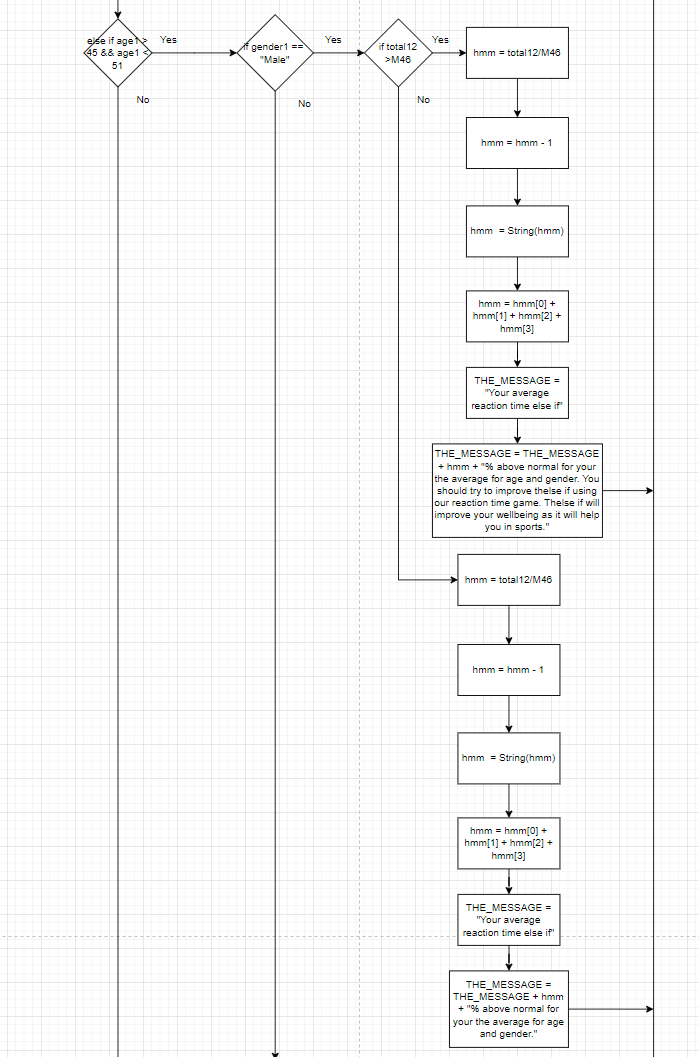 else if age1 >
45 && age1 <
51
Yes
No
if gender1 ==
"Male"
Yes
No
if total12
>M46
Yes
No
hmm = total12/M46
hmm = hmm - 1
hmm = String(hmm)
hmm = hmm[0] +
hmm[1] + hmm[2] +
hmm[3]
THE_MESSAGE =
"Your average
reaction time else if"
THE_MESSAGE = THE_MESSAGE
+ hmm + "% above normal for your
the average for age and gender. You
should try to improve thelse if using
our reaction time game. Thelse if will
improve your wellbeing as it will help
you in sports."
hmm = total12/M46
hmm = hmm - 1
hmm = String(hmm)
hmm = hmm[0] +
hmm[1] + hmm[2] +
hmm[3]
THE_MESSAGE =
"Your average
reaction time else if"
THE_MESSAGE =
THE_MESSAGE + hmm
+ "% above normal for
your the average for age
and gender."